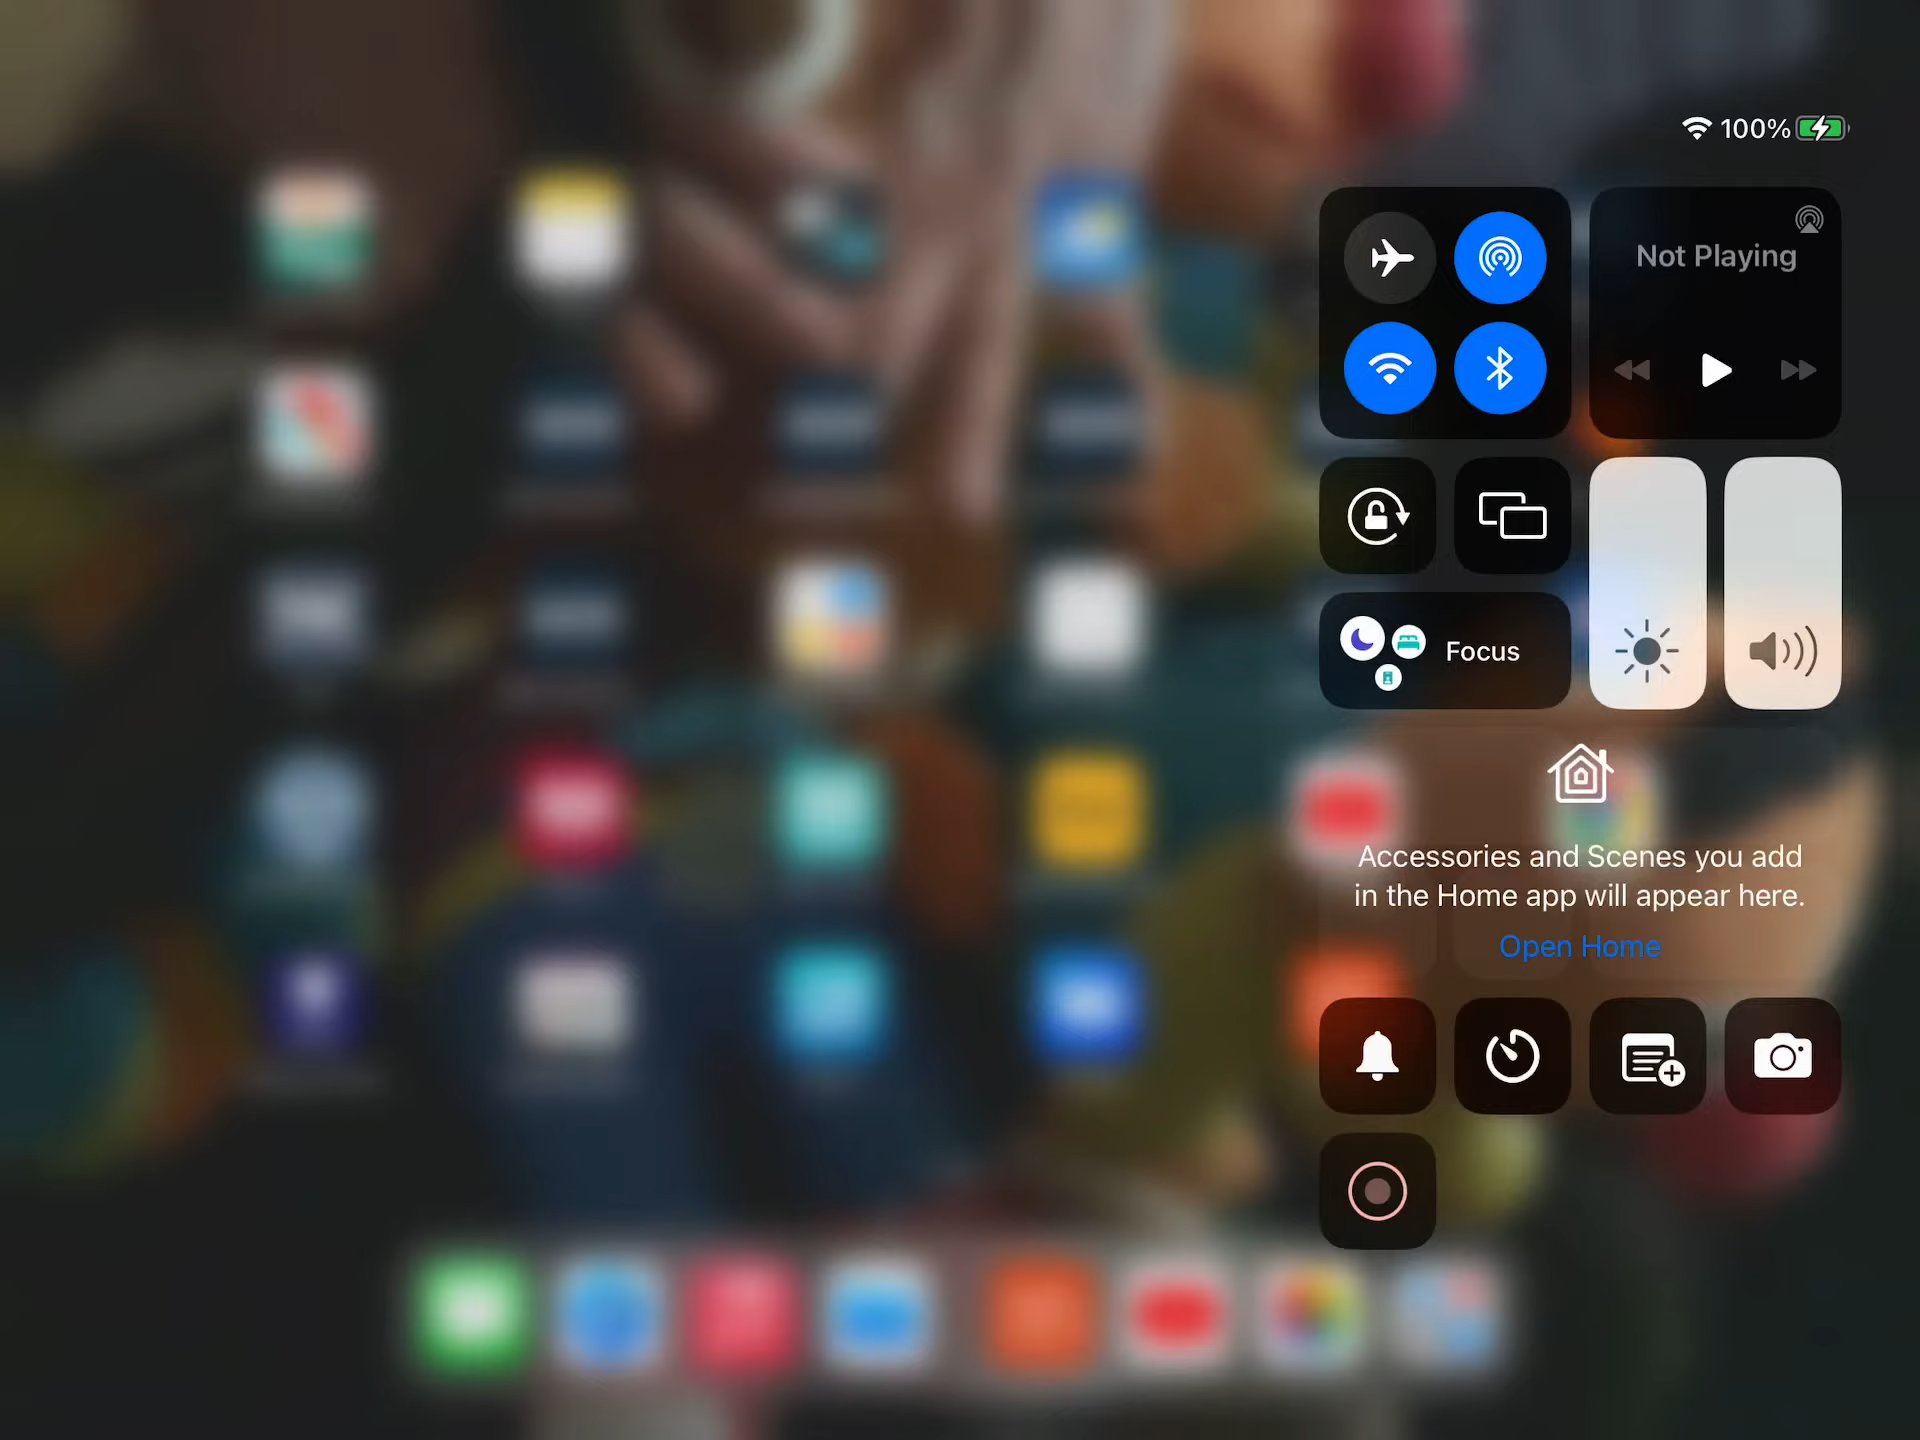 100%
Not Playing
Focus
Accessories and Scenes you add
in the Home app will appear here.
Open Home